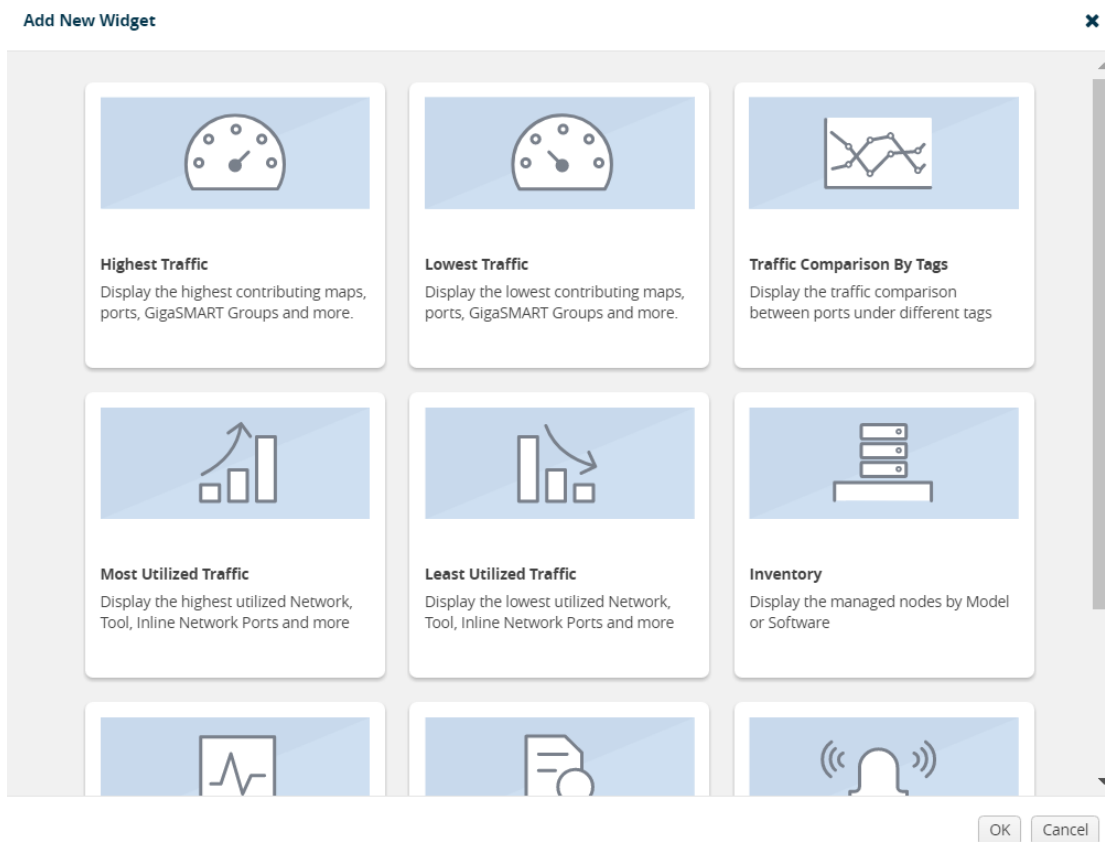 Add New Widget
Highest Traffic
Display the highest contributing maps,
ports, GigaSMART Groups and more.
Lowest Traffic
Display the lowest contributing maps,
ports, GigaSMART Groups and more.
Traffic Comparison By Tags
Display the traffic comparison
between ports under different tags
Most Utilized Traffic
Display the highest utilized Network,
Tool, Inline Network Ports and more
Least Utilized Traffic
Display the lowest utilized Network,
Tool, Inline Network Ports and more
Inventory
Display the managed nodes by Model
or Software
OK
Cancel